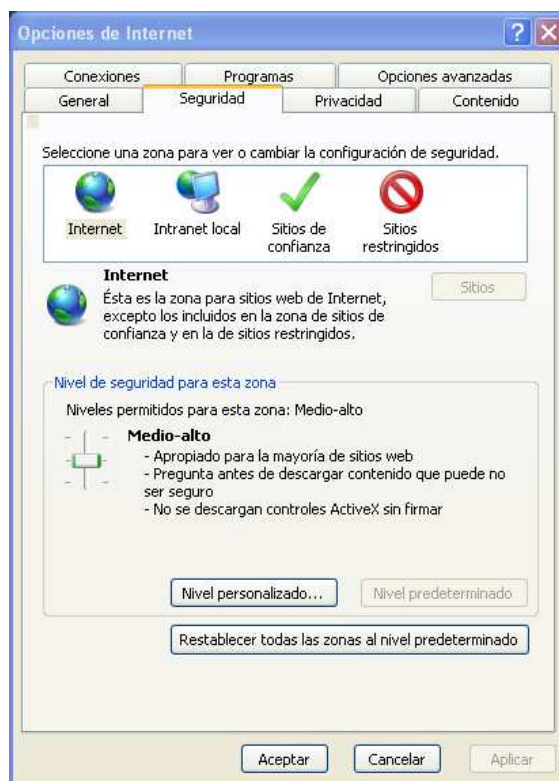 Opciones de Internet
?
X
Conexiones Programas Opciones avanzadas
General Seguridad Privacidad Contenido
Seleccione una zona para ver o cambiar la configuración de seguridad.
Internet Intranet local Sitios de confianza Sitios restringidos
Internet
Sitios
Ésta es la zona para sitios web de Internet,
excepto los incluidos en la zona de sitios de
confianza y en la de sitios restringidos.
Nivel de seguridad para esta zona
Niveles permitidos para esta zona: Medio-alto
Medio-alto
- Apropiado para la mayoría de sitios web
- Pregunta antes de descargar contenido que puede no
ser seguro
- No se descargan controles ActiveX sin firmar
Nivel personalizado... Nivel predeterminado
Restablecer todas las zonas al nivel predeterminado
Aceptar Cancelar Aplicar